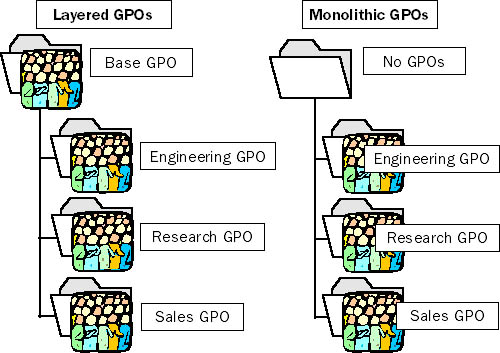 Layered GPOs
Monolithic GPOs
Base GPO
No GPOs
Engineering GPO
Engineering GPO
Research GPO
Research GPO
Sales GPO
Sales GPO